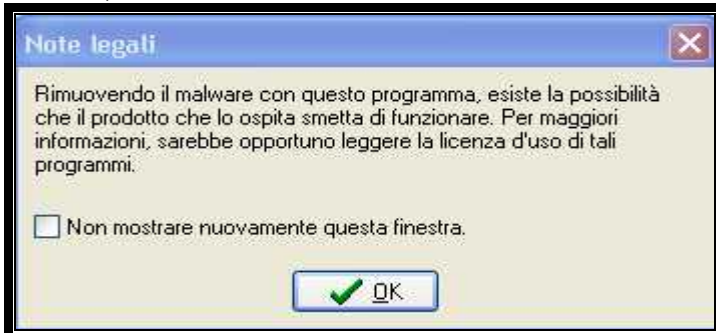 Note legali
Rimuovendo il malware con questo programma, esiste la possibilità
che il prodotto che lo ospita smetta di funzionare. Per maggiori
informazioni, sarebbe opportuno leggere la licenza d'uso di tali
programmi.
Non mostrare nuovamente questa finestra.
OK